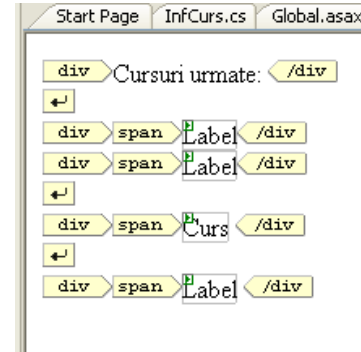 Start Page InfCurs.cs Global.asax
div Cursuri urmate: /div
div span Label /div
div span Label /div
div span Curs /div
div span Label /div